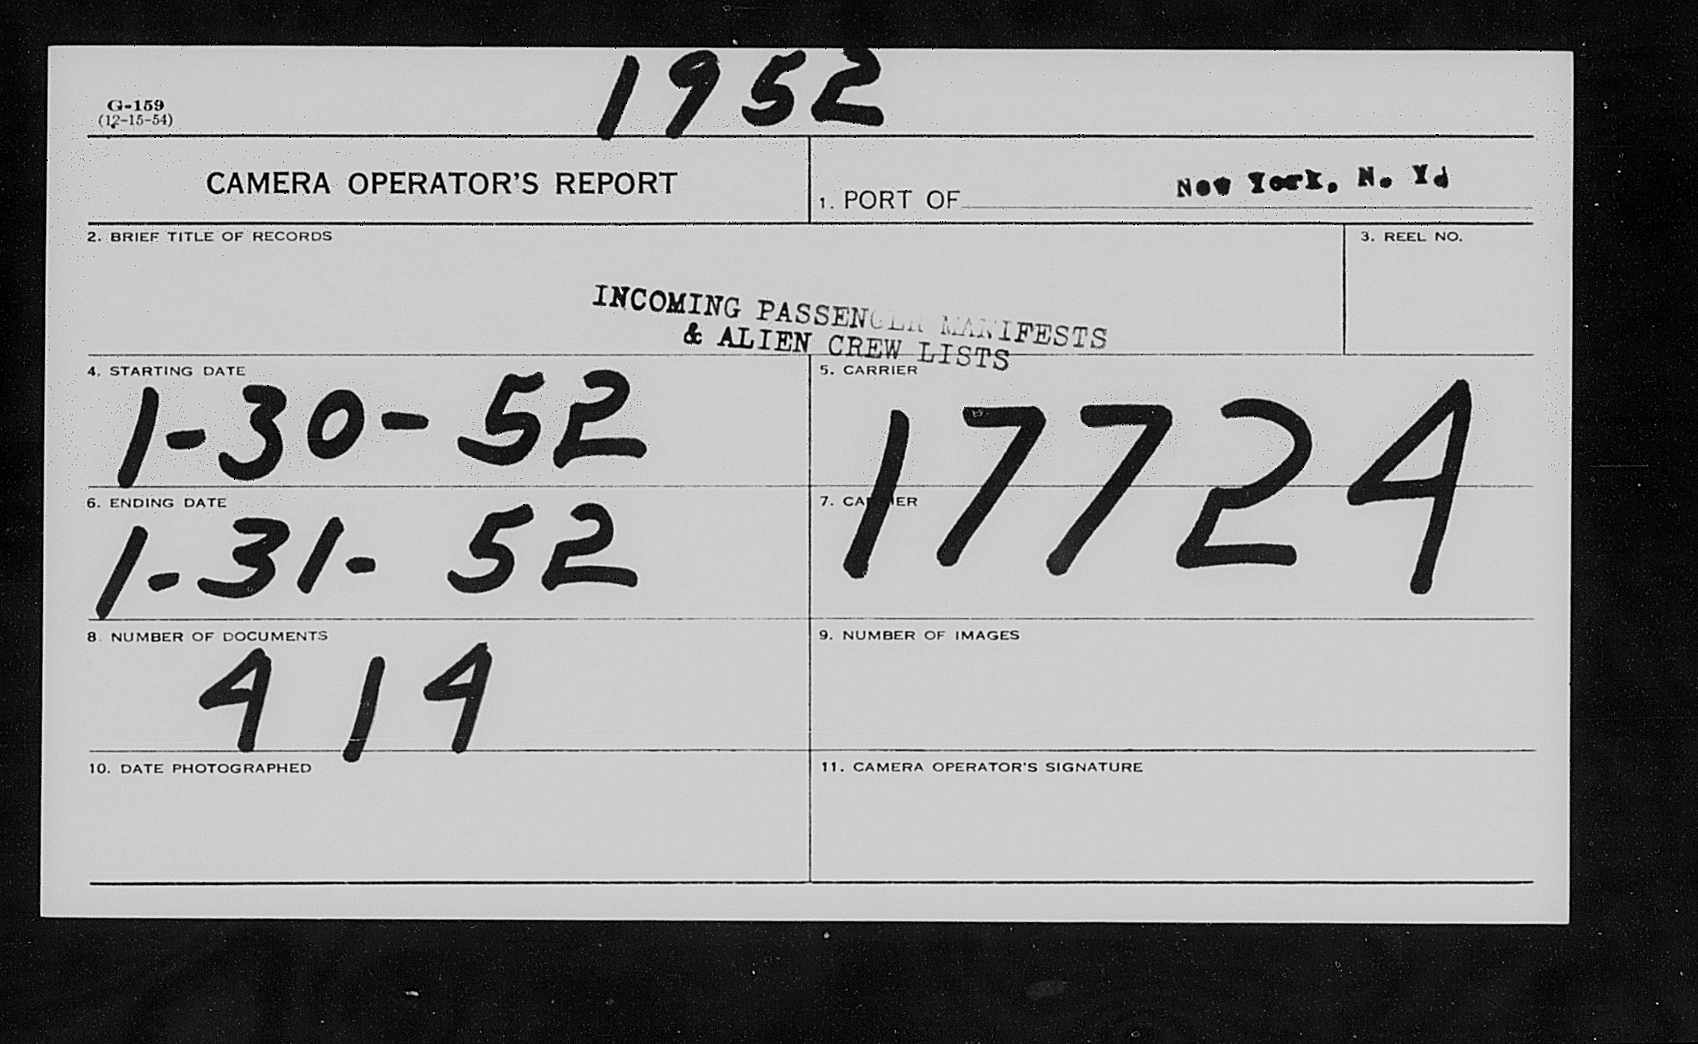 1952
G-159
(12-15-54)
CAMERA OPERATOR'S REPORT
1. PORT OF New York, N. Y.
2. BRIEF TITLE OF RECORDS
3. REEL NO.
INCOMING PASSENGER MANIFESTS
& ALIEN CREW LISTS
4. STARTING DATE
1-30-52
5. CARRIER
17724
6. ENDING DATE
1-31-52
7. CARRIER
8. NUMBER OF DOCUMENTS
414
9. NUMBER OF IMAGES
10. DATE PHOTOGRAPHED
11. CAMERA OPERATOR'S SIGNATURE